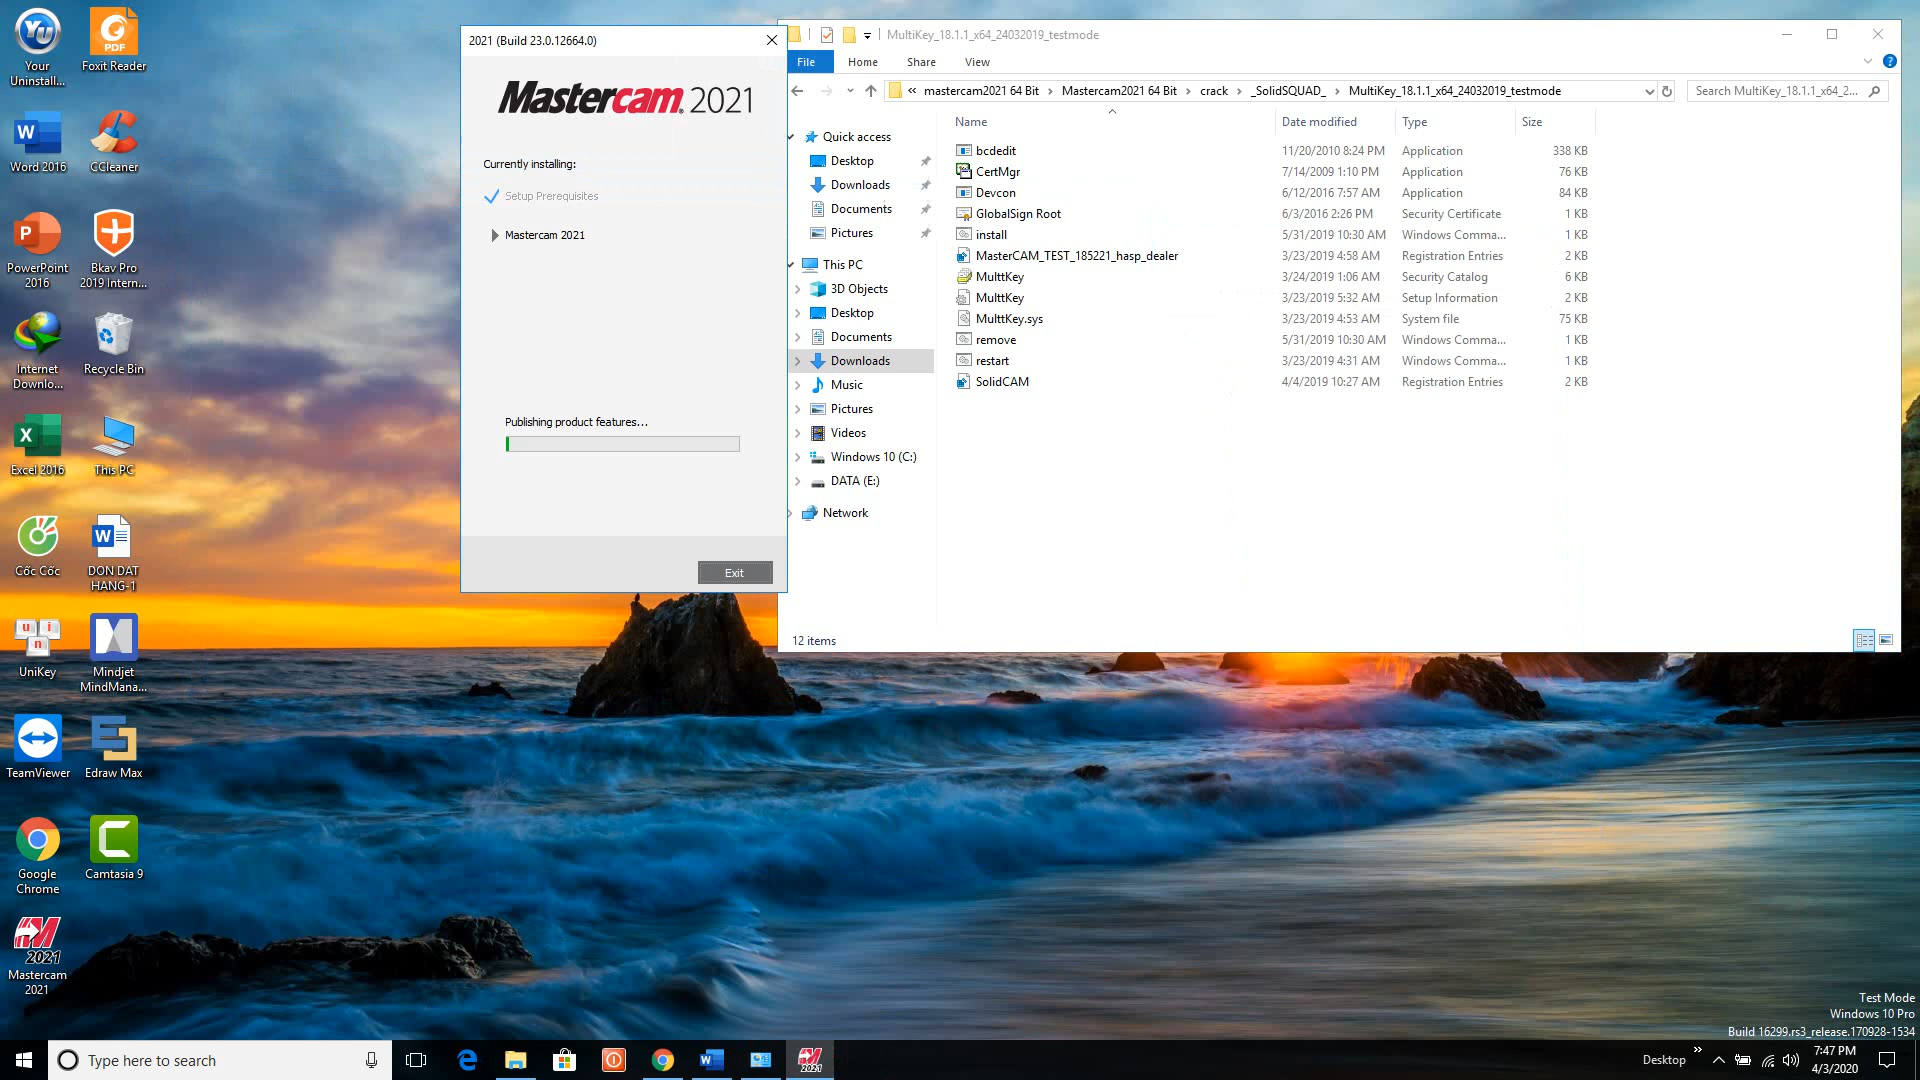 Your
Uninstall...
Foxit Reader
Word 2016
CCleaner
PowerPoint
2016
Bkav Pro
2019 Intern...
Internet
Downlo...
Recycle Bin
Excel 2016
This PC
Cốc Cốc
DON DAT
HANG-1
UniKey
Mindjet
MindMana...
TeamViewer
Edraw Max
Google
Chrome
Camtasia 9
Mastercam
2021
2021 (Build 23.0.12664.0)
Mastercam® 2021
Currently installing:
Setup Prerequisites
Mastercam 2021
Publishing product features...
Exit
MultiKey_18.1.1_x64_24032019_testmode
File Home Share View
« mastercam2021 64 Bit › Mastercam2021 64 Bit › crack › _SolidSQUAD_ › MultiKey_18.1.1_x64_24032019_testmode
Search MultiKey_18.1.1_x64_2...
Quick access
Desktop
Downloads
Documents
Pictures
This PC
3D Objects
Desktop
Documents
Downloads
Music
Pictures
Videos
Windows 10 (C:)
DATA (E:)
Network
Name Date modified Type Size
bcdedit 11/20/2010 8:24 PM Application 338 KB
CertMgr 7/14/2009 1:10 PM Application 76 KB
Devcon 6/12/2016 7:57 AM Application 84 KB
GlobalSign Root 6/3/2016 2:26 PM Security Certificate 1 KB
install 5/31/2019 10:30 AM Windows Comma... 1 KB
MasterCAM_TEST_185221_hasp_dealer 3/23/2019 4:58 AM Registration Entries 2 KB
MulttKey 3/24/2019 1:06 AM Security Catalog 6 KB
MulttKey 3/23/2019 5:32 AM Setup Information 2 KB
MulttKey.sys 3/23/2019 4:53 AM System file 75 KB
remove 5/31/2019 10:30 AM Windows Comma... 1 KB
restart 3/23/2019 4:31 AM Windows Comma... 1 KB
SolidCAM 4/4/2019 10:27 AM Registration Entries 2 KB
12 items
Test Mode
Windows 10 Pro
Build 16299.rs3_release.170928-1534
Type here to search
Desktop
7:47 PM
4/3/2020